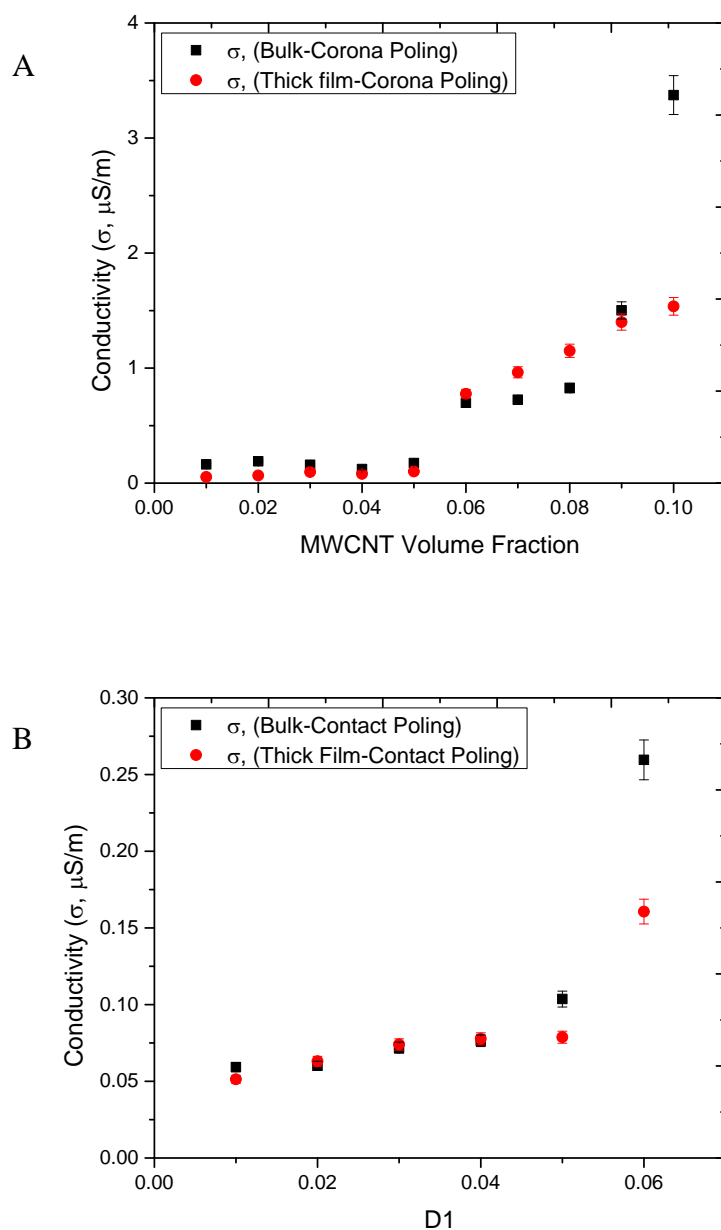 A
σ, (Bulk-Corona Poling)
σ, (Thick film-Corona Poling)
Conductivity (σ, μS/m)
4
3
2
1
0
0.00 0.02 0.04 0.06 0.08 0.10
MWCNT Volume Fraction
B
σ, (Bulk-Contact Poling)
σ, (Thick Film-Contact Poling)
Conductivity (σ, μS/m)
0.30
0.25
0.20
0.15
0.10
0.05
0.00
0.00 0.02 0.04 0.06
D1